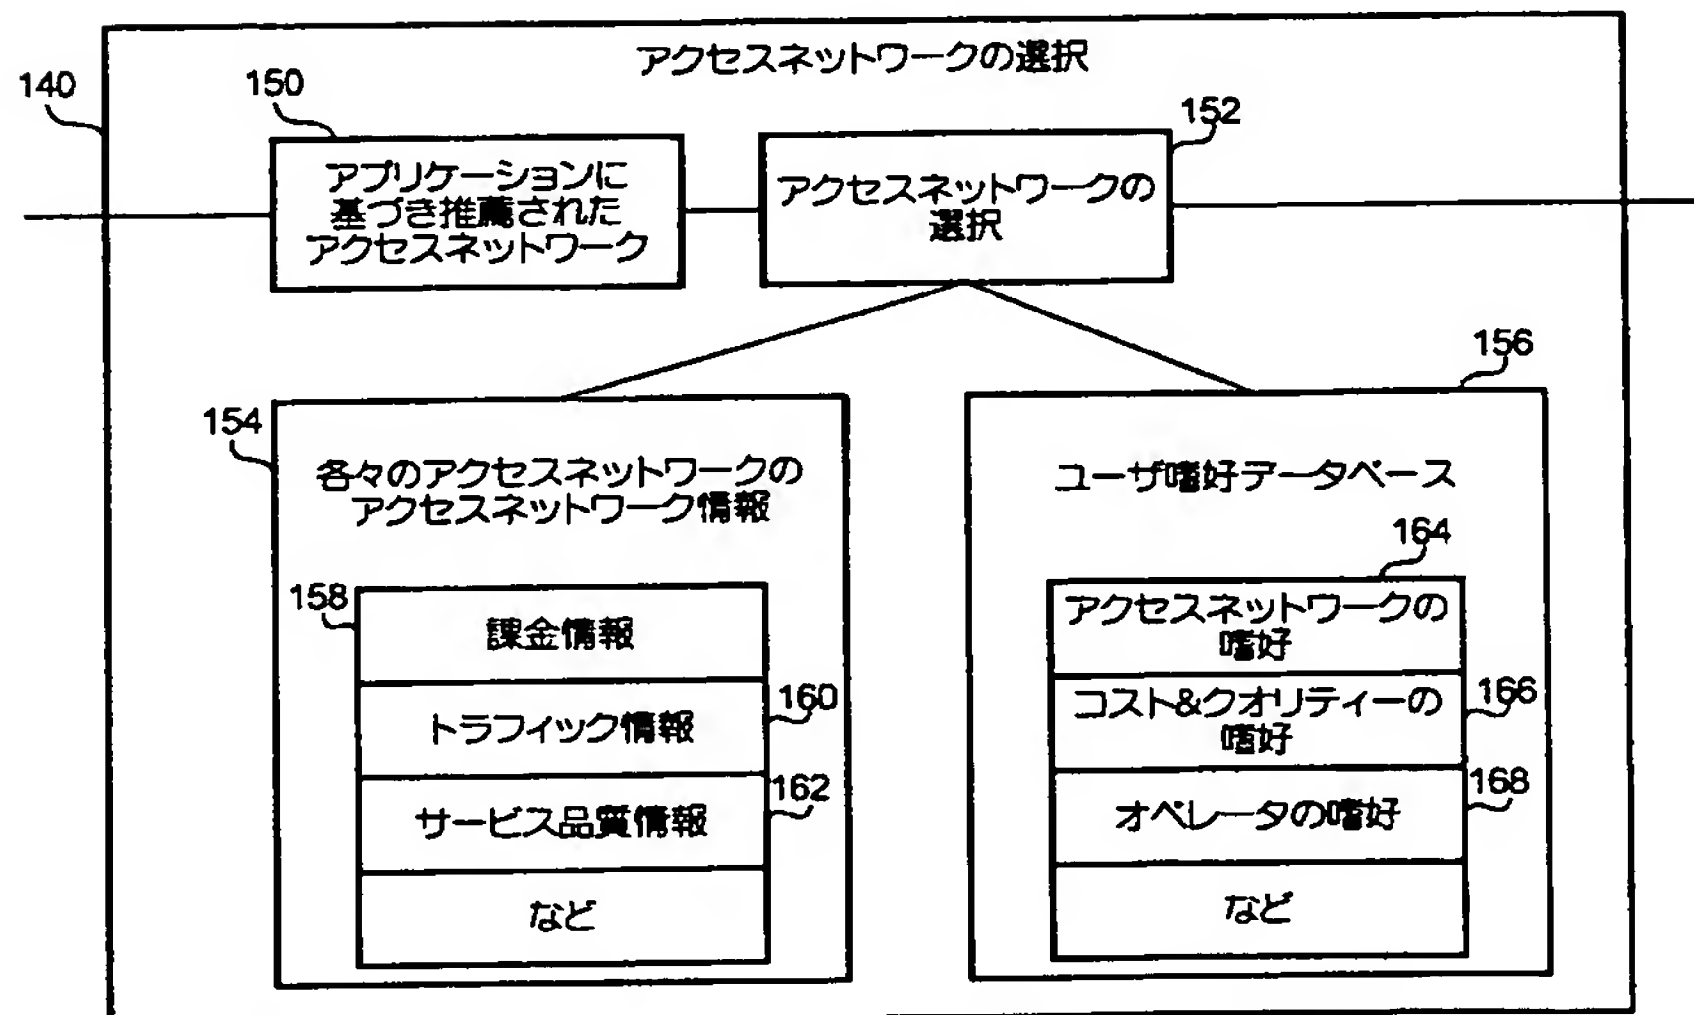 アクセスネットワークの選択
140
150
152
アプリケーションに
基づき推薦された
アクセスネットワーク
アクセスネットワークの
選択
154
各々のアクセスネットワークの
アクセスネットワーク情報
158
課金情報
トラフィック情報
160
サービス品質情報
162
など
156
ユーザ嗜好データベース
164
アクセスネットワークの
嗜好
コスト&クオリティーの
嗜好
166
オペレータの嗜好
168
など